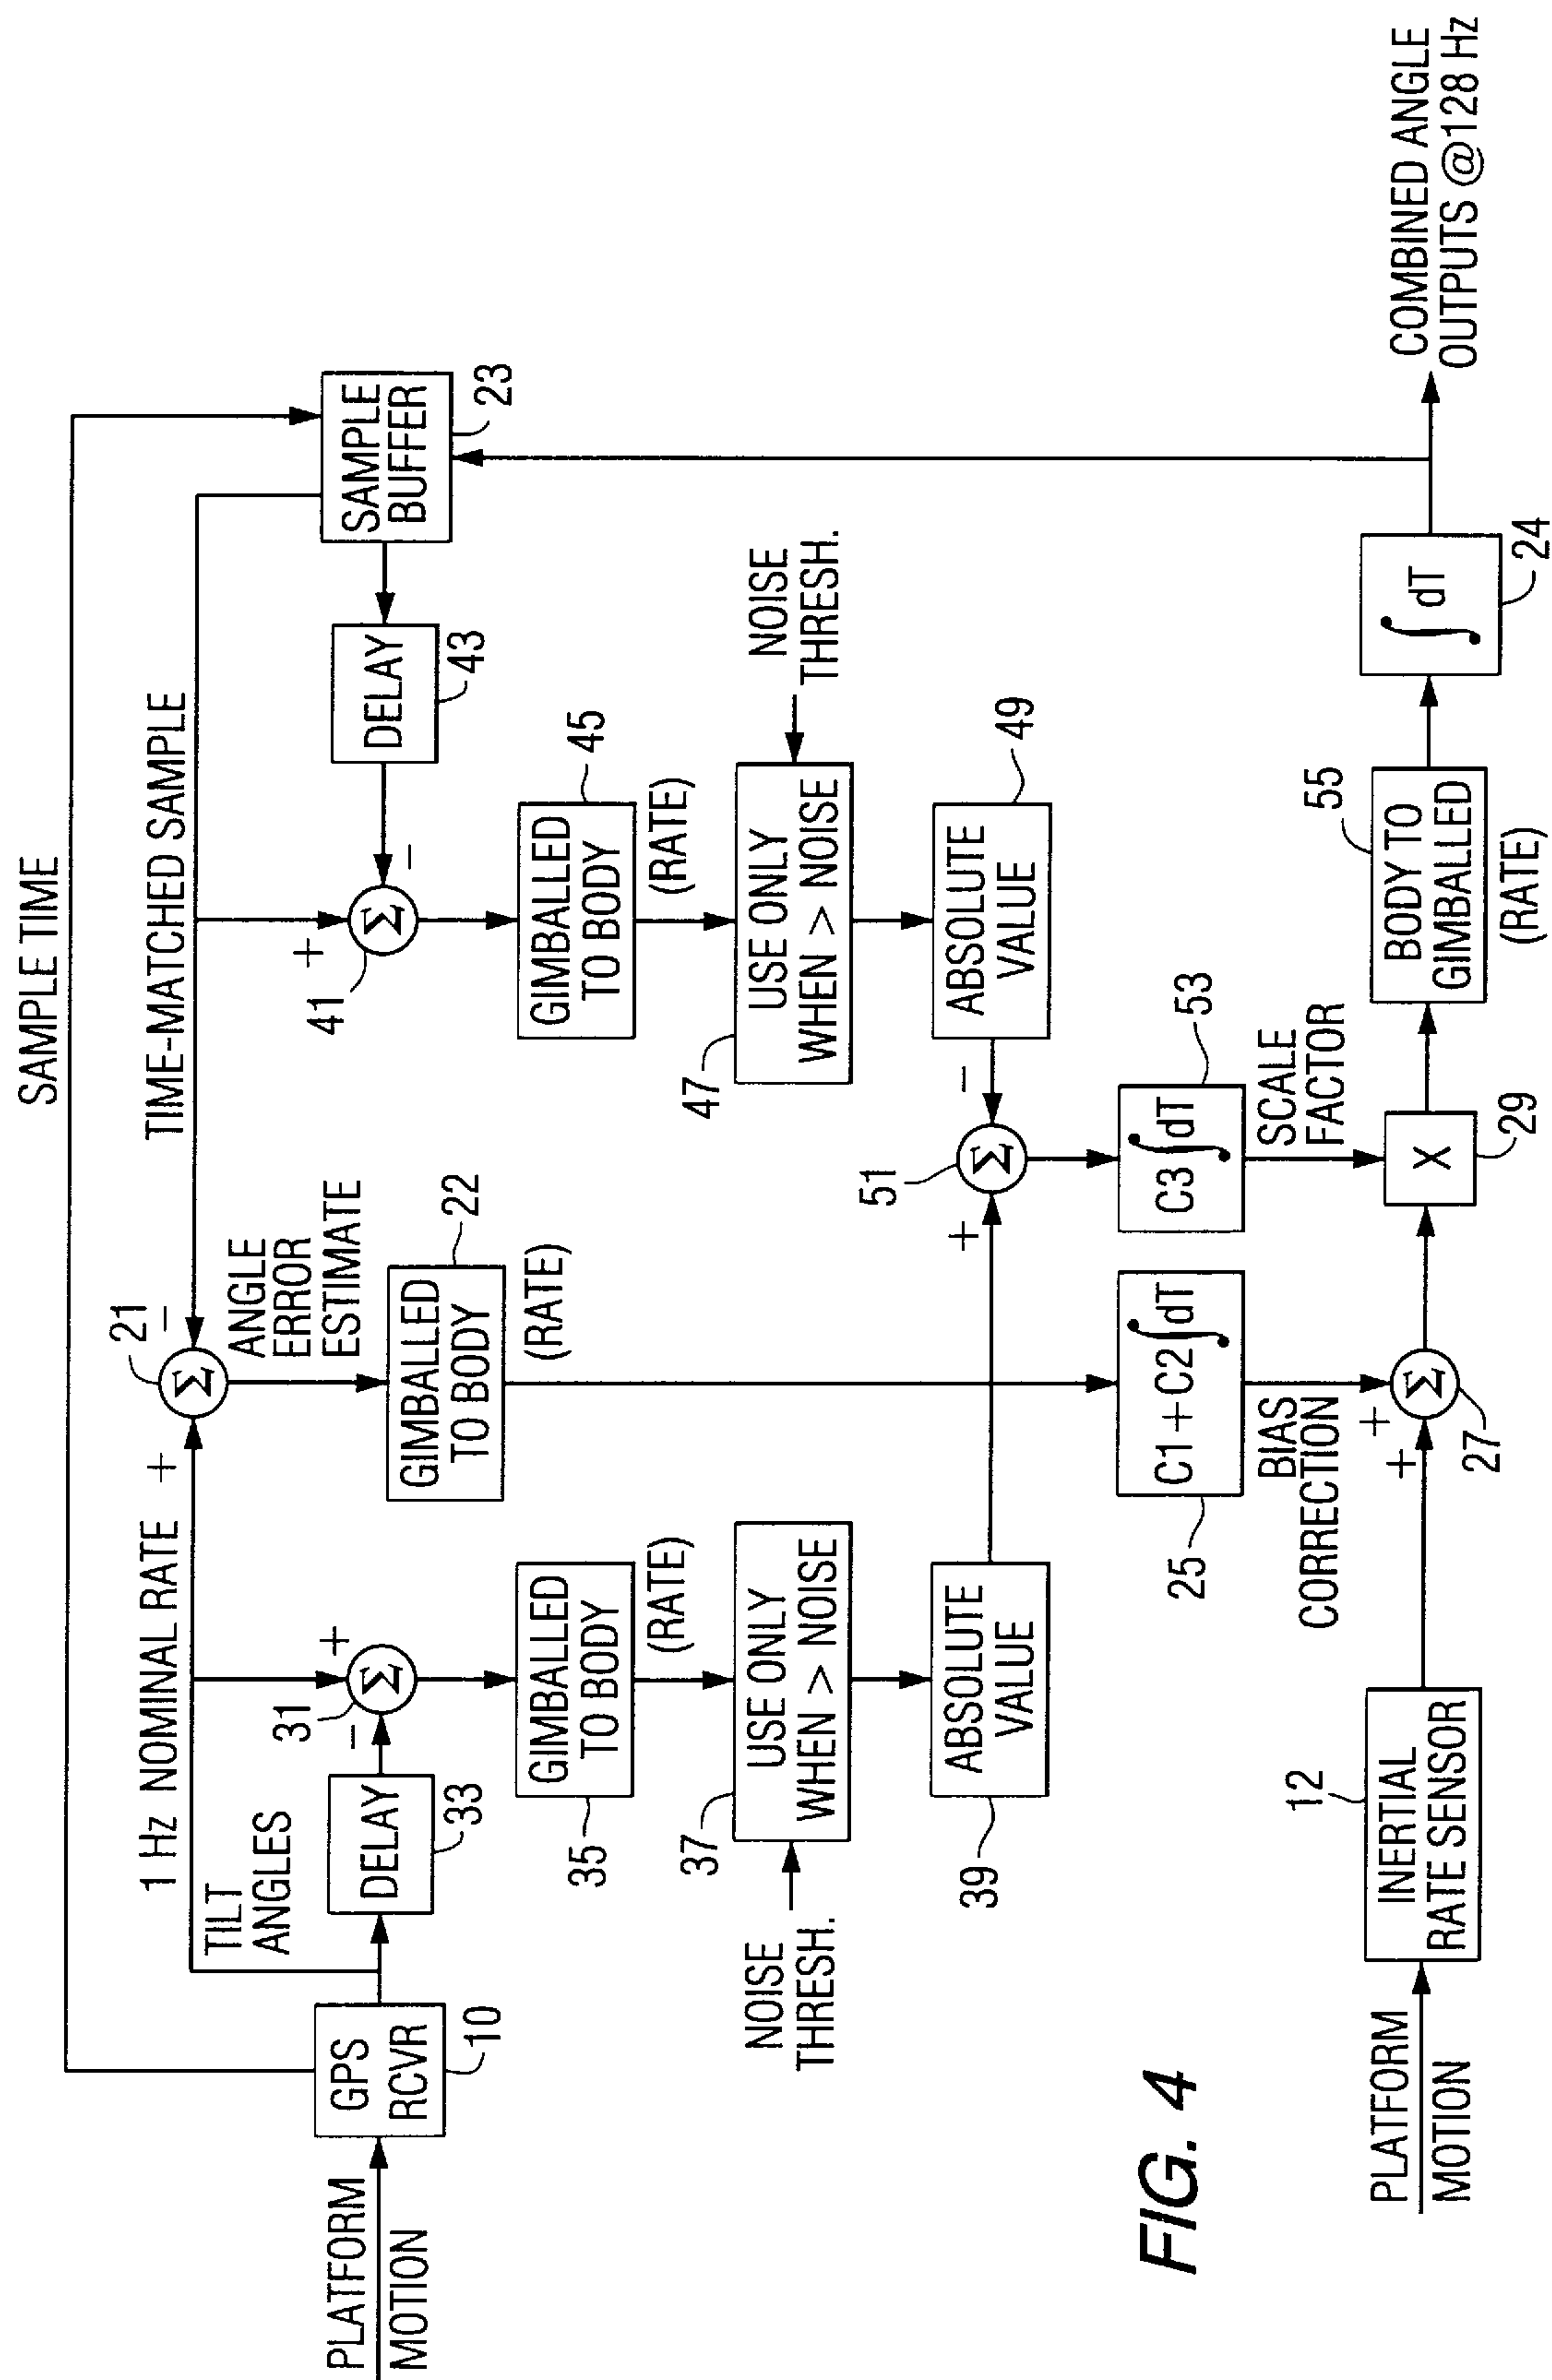 SAMPLE TIME
1 Hz NOMINAL RATE
+
21
−
TIME-MATCHED SAMPLE
TILT
ANGLES
Σ
ANGLE
ERROR
ESTIMATE
PLATFORM
MOTION
GPS
RCVR
10
DELAY
33
−
31
+
Σ
GIMBALLED
TO BODY
22
(RATE)
41
+
Σ
−
DELAY
43
SAMPLE
BUFFER
23
GIMBALLED
TO BODY
35
(RATE)
GIMBALLED
TO BODY
45
(RATE)
NOISE
THRESH.
37
USE ONLY
WHEN > NOISE
47
USE ONLY
WHEN > NOISE
NOISE
THRESH.
39
ABSOLUTE
VALUE
+
51
Σ
−
ABSOLUTE
VALUE
49
25
C1 + C2 ∫dT
BIAS
CORRECTION
C3 ∫dT
53
SCALE
FACTOR
FIG. 4
PLATFORM
MOTION
12
INERTIAL
RATE SENSOR
+
+
Σ
27
X
29
55
BODY TO
GIMBALLED
(RATE)
∫ dT
24
COMBINED ANGLE
OUTPUTS @128 Hz